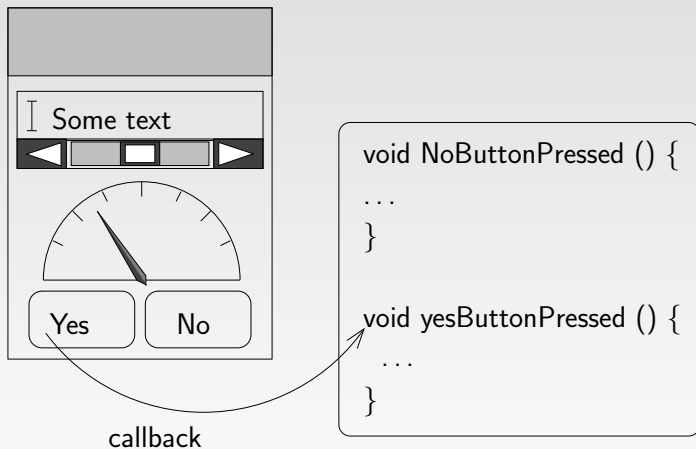 Some text
Yes
No
callback
void NoButtonPressed () {
...
}
void yesButtonPressed () {
...
}